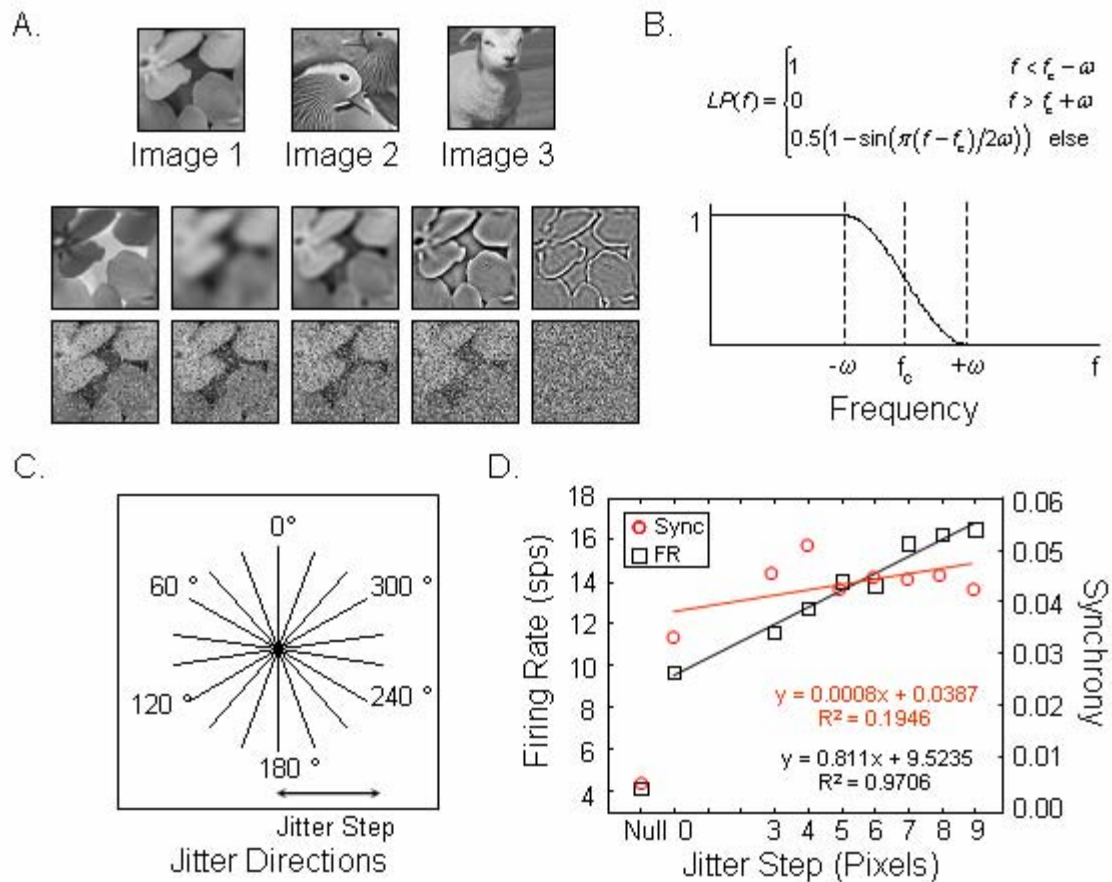 A.
Image 1
Image 2
Image 3
B.
LP(f) = { 1 f < f_c − ω
0 f > f_c + ω
0.5(1−sin(π(f−f_c)/2ω)) else
1
-ω f_c +ω f
Frequency
C.
0°
60 °
300 °
120 °
240 °
180 °
Jitter Step
Jitter Directions
D.
Firing Rate (sps)
18
16
14
12
10
8
6
4
Sync
FR
y = 0.0008x + 0.0387
R² = 0.1946
y = 0.811x + 9.5235
R² = 0.9706
0.06
0.05
0.04
0.03
0.02
0.01
0.00
Synchrony
Null 0 3 4 5 6 7 8 9
Jitter Step (Pixels)